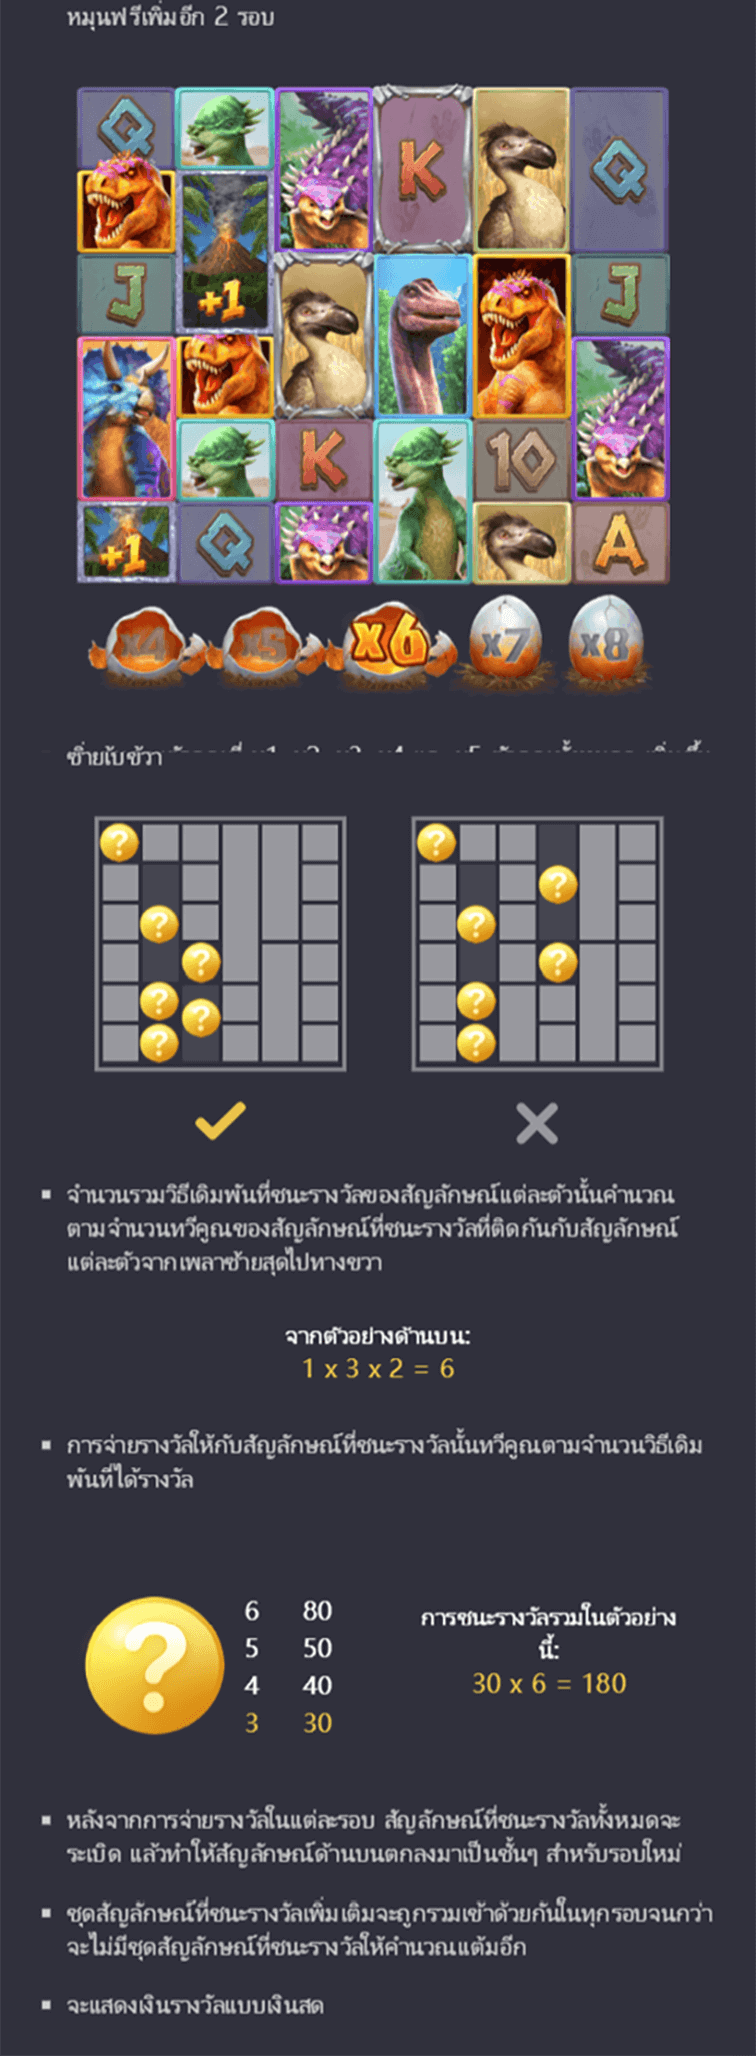 หมุนฟรีเพิ่มอีก 2 รอบ
Q K Q
+1
J J
K 10
+1 Q A
x4 x5 x6 x7 x8
? ?
? ?
? ?
? ?
? ?
? ?
จำนวนรวมวิธีเดิมพันที่ชนะรางวัลของสัญลักษณ์แต่ละตัวนั้นคำนวณ
ตามจำนวนทวีคูณของสัญลักษณ์ที่ชนะรางวัลที่ติดกันกับสัญลักษณ์
แต่ละตัวจากเพลาซ้ายสุดไปทางขวา
จากตัวอย่างด้านบน:
1 x 3 x 2 = 6
การจ่ายรางวัลให้กับสัญลักษณ์ที่ชนะรางวัลนั้นทวีคูณตามจำนวนวิธีเดิม
พันที่ได้รางวัล
?
6 80
5 50
4 40
3 30
การชนะรางวัลรวมในตัวอย่าง
นี้:
30 x 6 = 180
หลังจากการจ่ายรางวัลในแต่ละรอบ สัญลักษณ์ที่ชนะรางวัลทั้งหมดจะ
ระเบิด แล้วทำให้สัญลักษณ์ด้านบนตกลงมาเป็นชั้นๆ สำหรับรอบใหม่
ชุดสัญลักษณ์ที่ชนะรางวัลเพิ่มเติมจะถูกรวมเข้าด้วยกันในทุกรอบจนกว่า
จะไม่มีชุดสัญลักษณ์ที่ชนะรางวัลให้คำนวณแต้มอีก
จะแสดงเงินรางวัลแบบเงินสด